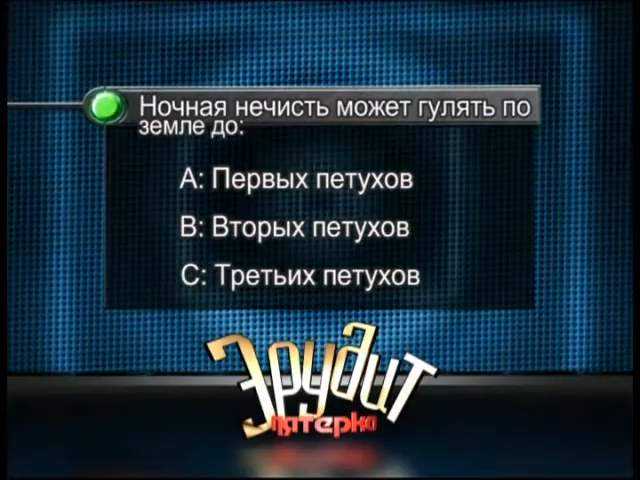 Ночная нечисть может гулять по
земле до:
A: Первых петухов
B: Вторых петухов
C: Третьих петухов
Эрудит
пятерка